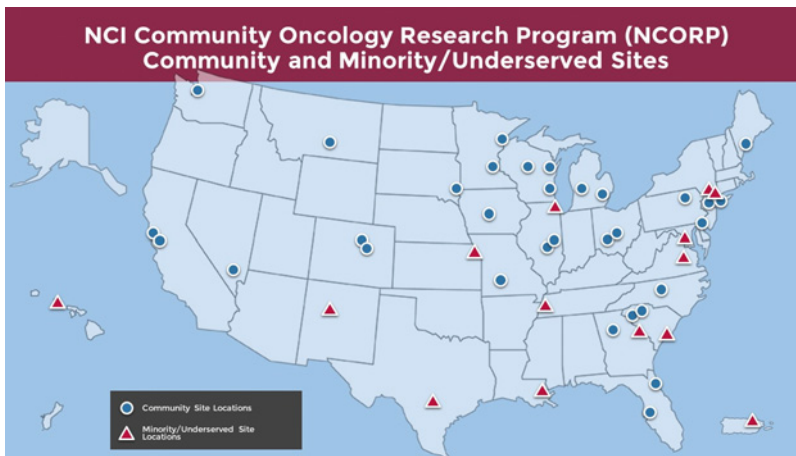 NCI Community Oncology Research Program (NCORP)
Community and Minority/Underserved Sites
Community Site Locations
Minority/Underserved Site
Locations